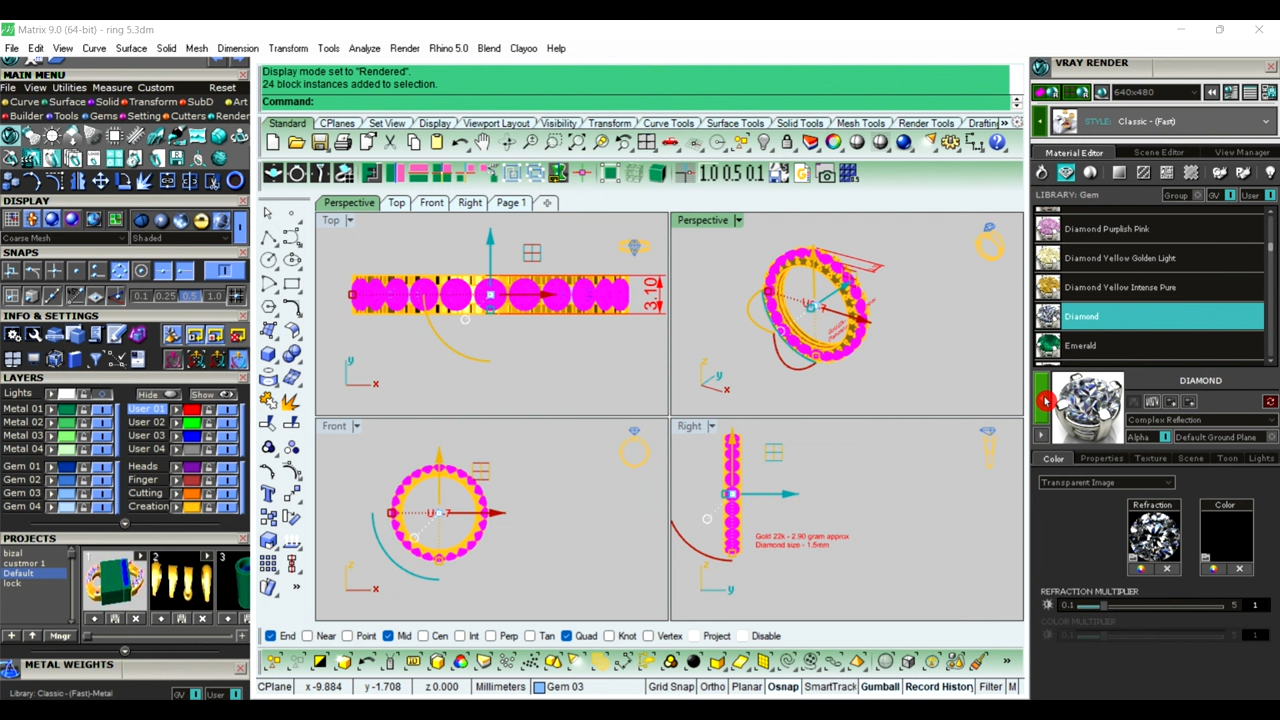 Matrix 9.0 (64-bit) - ring 5.3dm
File Edit View Curve Surface Solid Mesh Dimension Transform Tools Analyze Render Rhino 5.0 Blend Clayoo Help
MAIN MENU
File View Utilities Measure Custom Reset
Curve Surface Solid Transform SubD Art
Builder Tools Gems Setting Cutters Render
DISPLAY
Coarse Mesh Shaded
SNAPS
0.1 0.25 0.5 1.0
INFO & SETTINGS
LAYERS
Lights Hide Show
Metal 01 User 01
Metal 02 User 02
Metal 03 User 03
Metal 04 User 04
Gem 01 Heads
Gem 02 Finger
Gem 03 Cutting
Gem 04 Creation
PROJECTS
bizal
custmor 1
Default
lock
1 2 3
Mngr
METAL WEIGHTS
Library: Classic - (Fast)-Metal GV User
Display mode set to "Rendered".
24 block instances added to selection.
Command:
Standard CPlanes Set View Display Viewport Layout Visibility Transform Curve Tools Surface Tools Solid Tools Mesh Tools Render Tools Draftin
1.0 0.5 0.1
Perspective Top Front Right Page 1
Top
3.10
y
x
Perspective
U 7
z
y
x
Front
U 7
z
x
Right
Gold 22k - 2.90 gram approx
Diamond size - 1.5mm
z
y
End Near Point Mid Cen Int Perp Tan Quad Knot Vertex Project Disable
CPlane x -9.884 y -1.708 z 0.000 Millimeters Gem 03 Grid Snap Ortho Planar Osnap SmartTrack Gumball Record History Filter M
VRAY RENDER
640x480
STYLE: Classic - (Fast)
Material Editor Scene Editor View Manager
LIBRARY: Gem Group GV User
Diamond Purplish Pink
Diamond Yellow Golden Light
Diamond Yellow Intense Pure
Diamond
Emerald
DIAMOND
Complex Reflection
Alpha Default Ground Plane
Color Properties Texture Scene Toon Lights
Transparent Image
Refraction Color
REFRACTION MULTIPLIER
0.1 5 1
COLOR MULTIPLIER
0.1 5 1